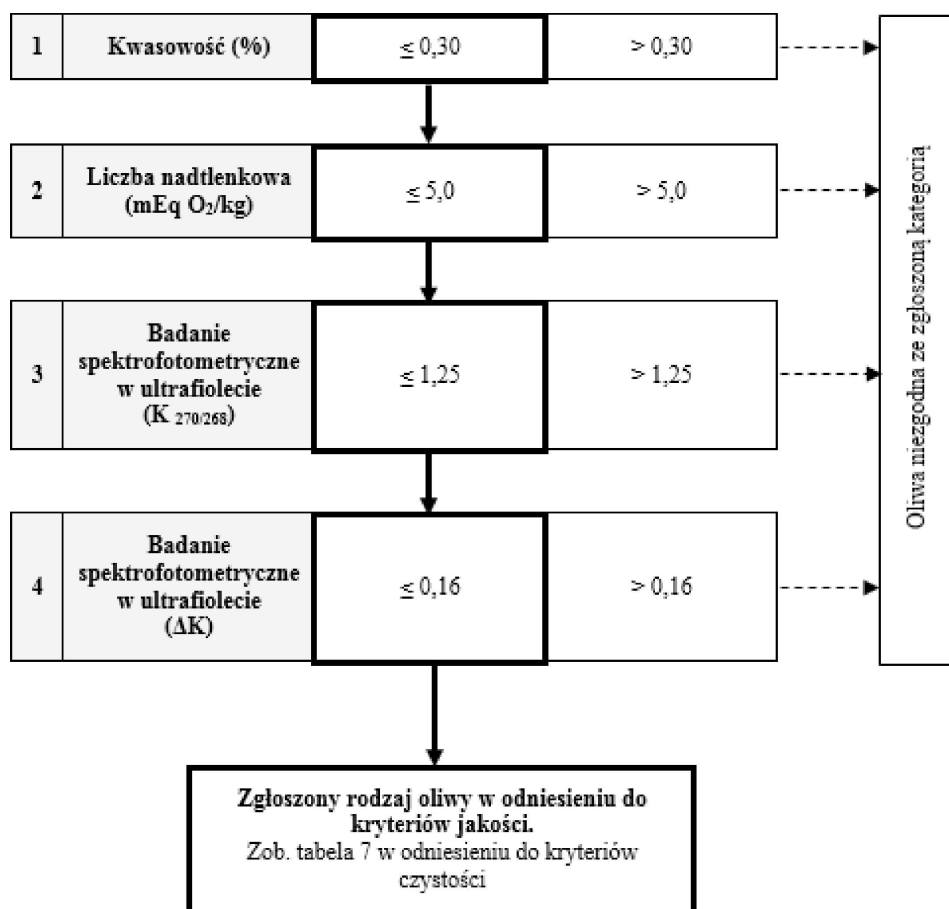 1 Kwasowość (%) ≤ 0,30 > 0,30
2 Liczba nadtlenkowa
(mEq O₂/kg) ≤ 5,0 > 5,0
3 Badanie
spektrofotometryczne
w ultrafiolecie
(K 270/268) ≤ 1,25 > 1,25
4 Badanie
spektrofotometryczne
w ultrafiolecie
(ΔK) ≤ 0,16 > 0,16
Oliwa niezgodna ze zgłoszoną kategorią
Zgłoszony rodzaj oliwy w odniesieniu do
kryteriów jakości.
Zob. tabela 7 w odniesieniu do kryteriów
czystości